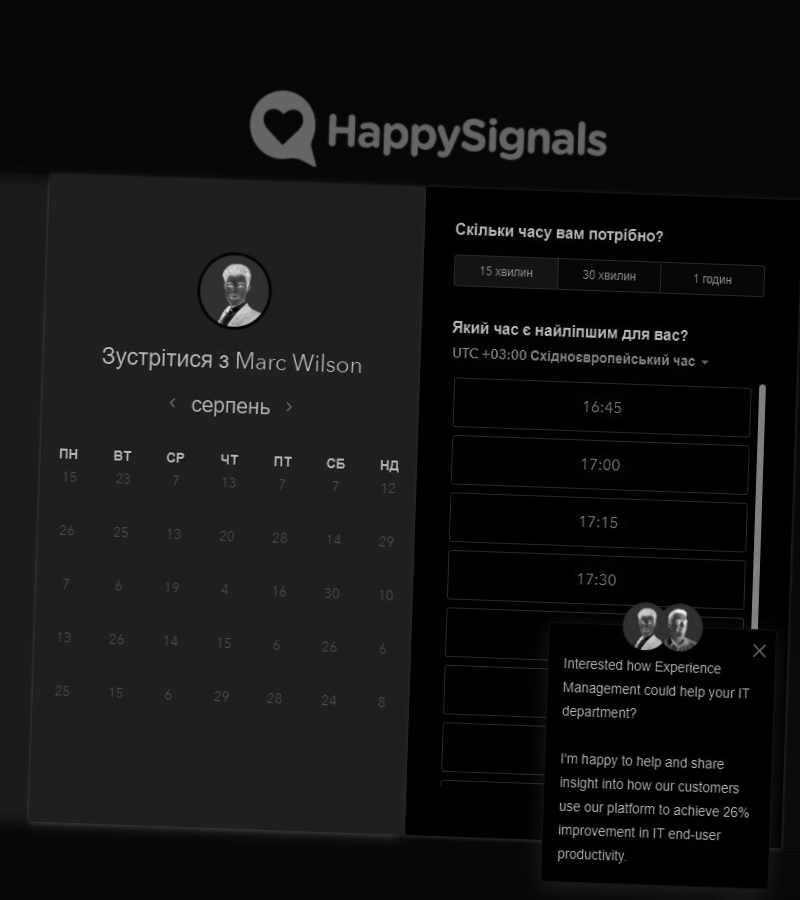 HappySignals
Зустрітися з Marc Wilson
серпень
ПН ВТ СР ЧТ ПТ СБ НД
15 23 7 13 7 7 12
26 25 13 20 28 14 29
7 6 19 4 16 30 10
13 26 14 15 6 26 6
25 15 6 29 28 24 8
Скільки часу вам потрібно?
15 хвилин 30 хвилин 1 годин
Який час є найліпшим для вас?
UTC +03:00 Східноєвропейський час
16:45
17:00
17:15
17:30
Interested how Experience
Management could help your IT
department?
I'm happy to help and share
insight into how our customers
use our platform to achieve 26%
improvement in IT end-user
productivity.